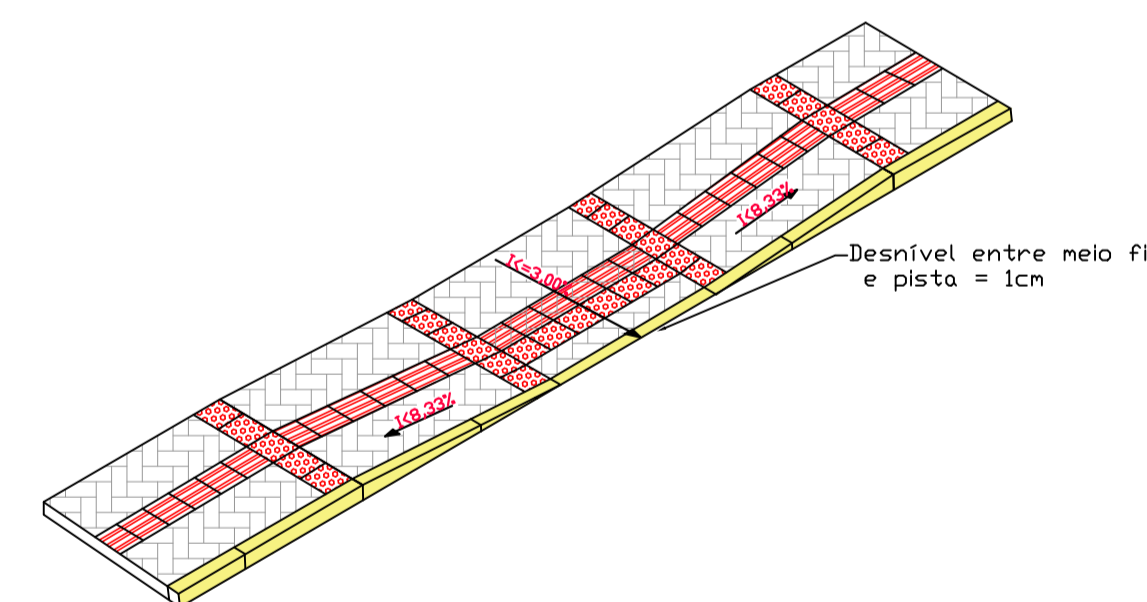 I<8,33%
I<=3,00%
Desnível entre meio fi
e pista = 1cm
I<8,33%